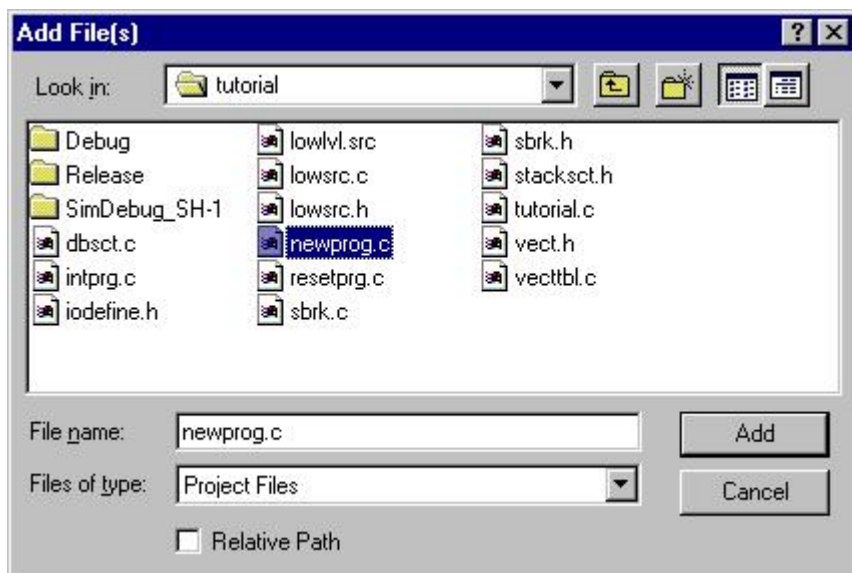 Add File(s)
Look in: tutorial
Debug lowlvl.src sbrk.h
Release lowsrc.c stacksct.h
SimDebug_SH-1 lowsrc.h tutorial.c
dbsct.c newprog.c vect.h
intprg.c resetprg.c vecttbl.c
iodefine.h sbrk.c
File name: newprog.c Add
Files of type: Project Files Cancel
Relative Path